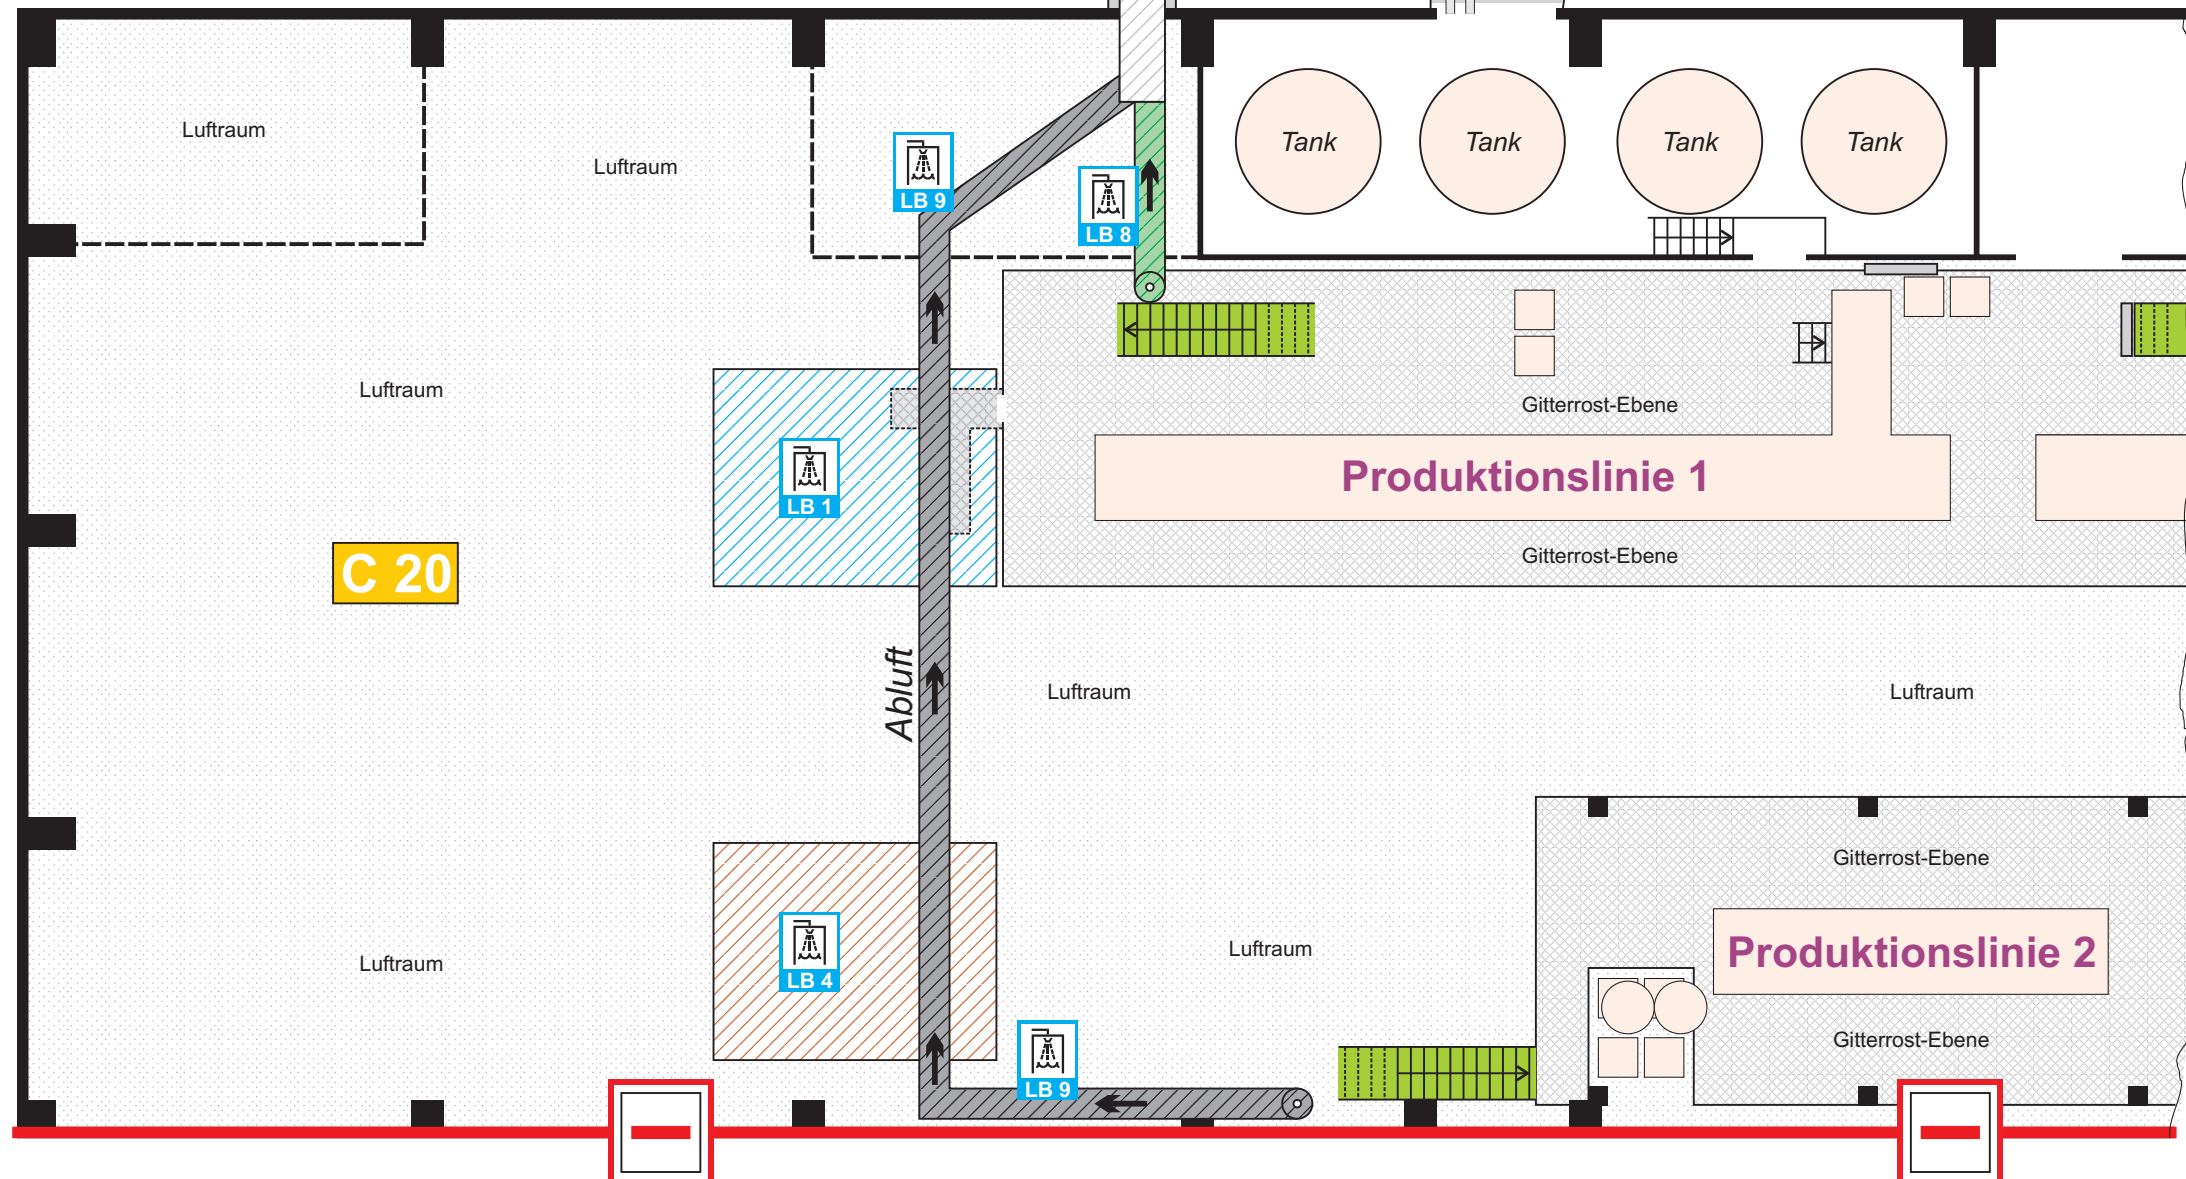 Luftraum
Luftraum
LB 9
LB 8
Tank
Tank
Tank
Tank
Luftraum
Gitterrost-Ebene
LB 1
Produktionslinie 1
C 20
Gitterrost-Ebene
Abluft
Luftraum
Luftraum
Gitterrost-Ebene
Luftraum
LB 4
Luftraum
Produktionslinie 2
Gitterrost-Ebene
LB 9